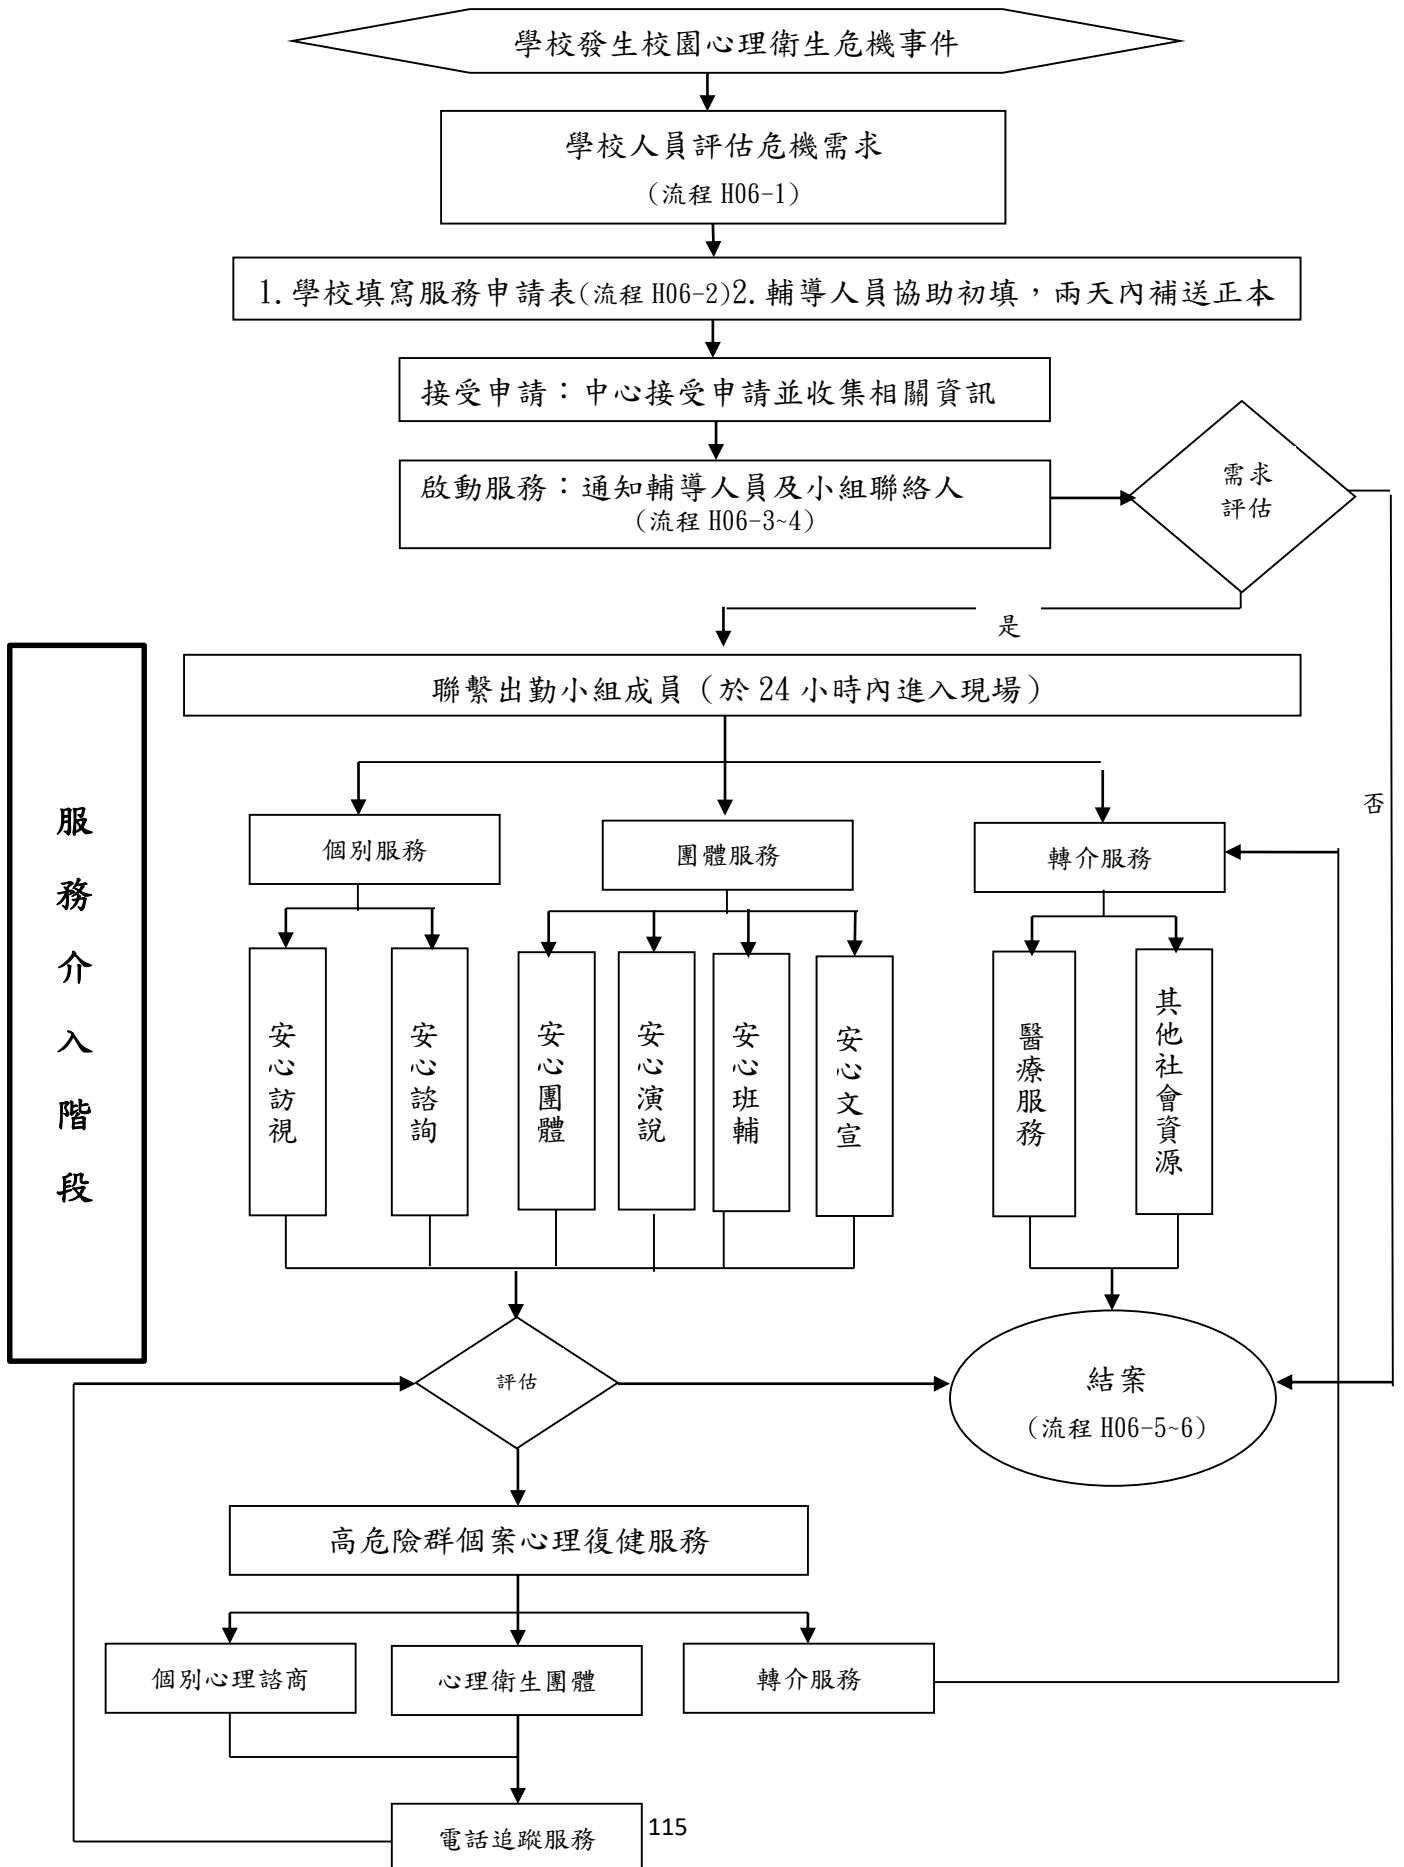 學校發生校園心理衛生危機事件
學校人員評估危機需求
（流程 H06-1）
1.學校填寫服務申請表(流程 H06-2)2.輔導人員協助初填，兩天內補送正本
接受申請：中心接受申請並收集相關資訊
啟動服務：通知輔導人員及小組聯絡人
（流程 H06-3~4）
需求
評估
是
否
聯繫出勤小組成員（於 24 小時內進入現場）
服務介入階段
個別服務
團體服務
轉介服務
安心訪視
安心諮詢
安心團體
安心演說
安心班輔
安心文宣
醫療服務
其他社會資源
評估
結案
（流程 H06-5~6）
高危險群個案心理復健服務
個別心理諮商
心理衛生團體
轉介服務
電話追蹤服務
115